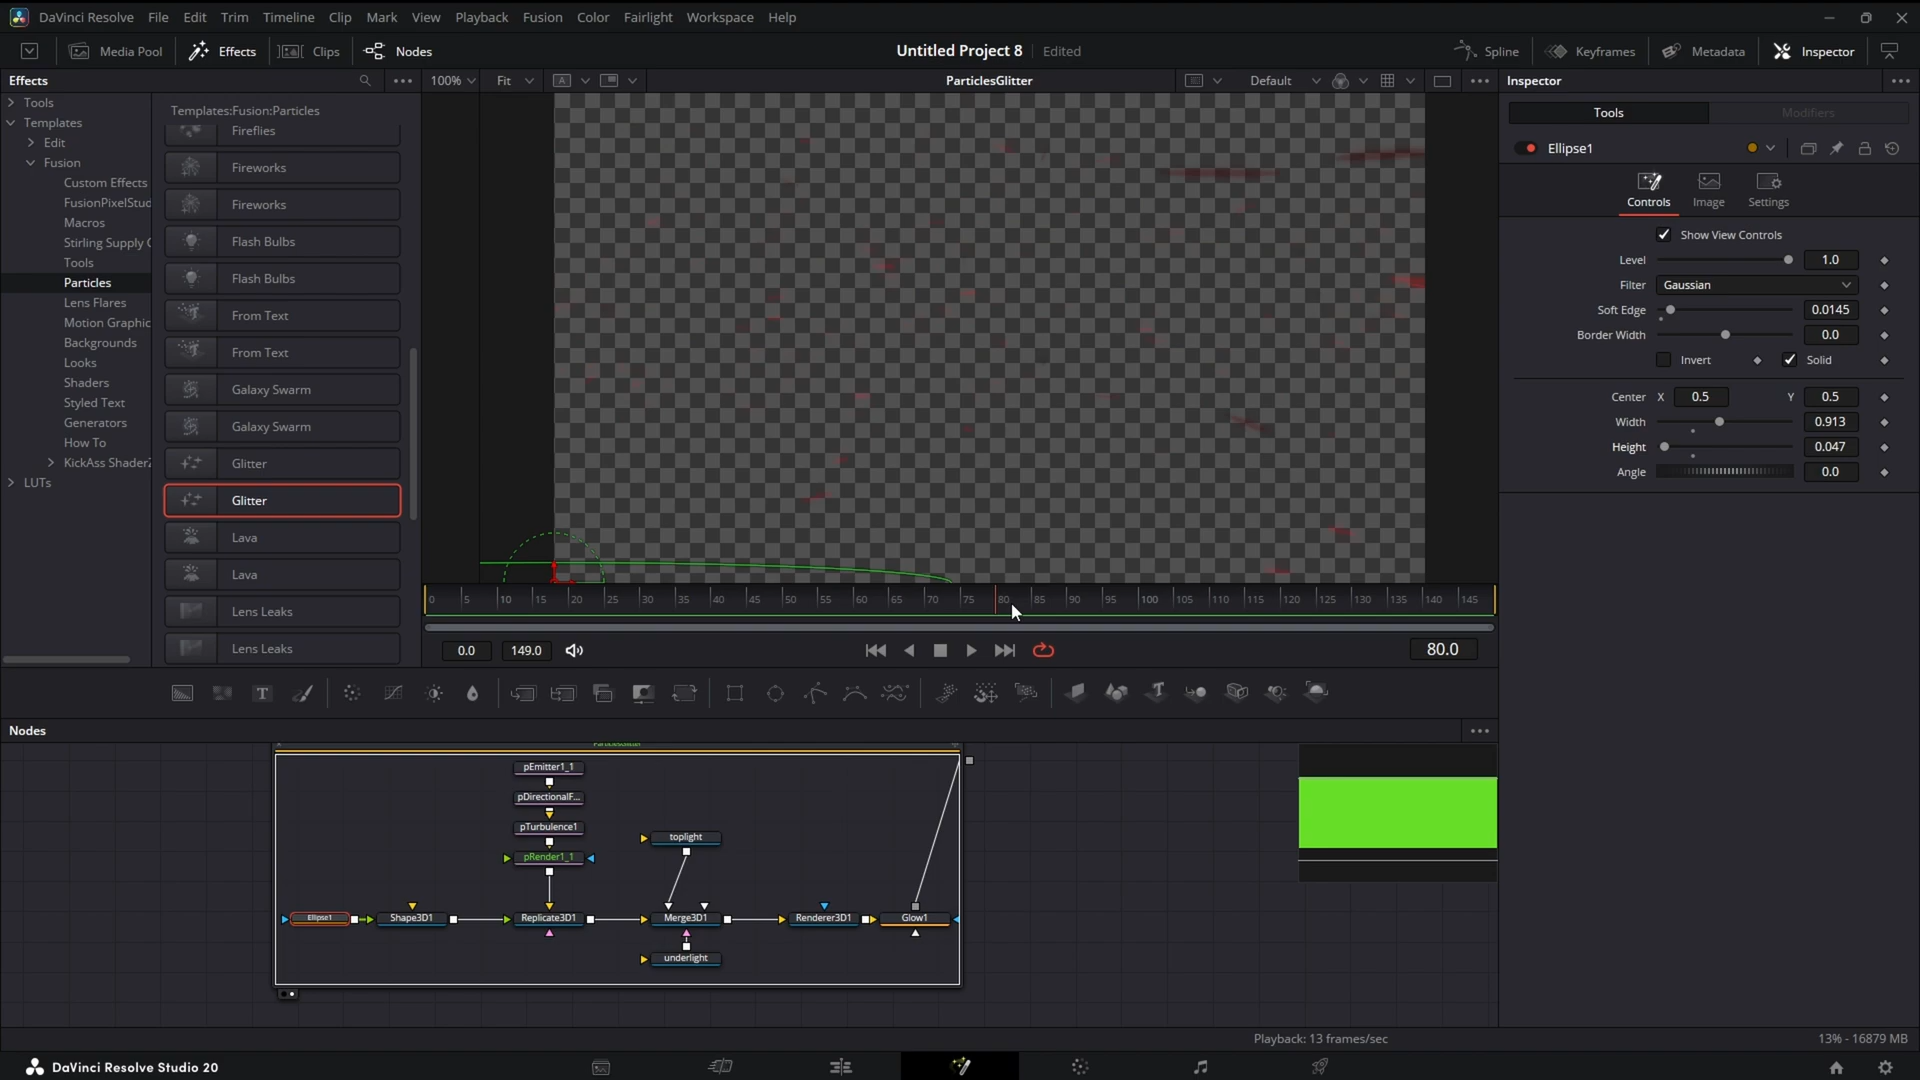 DaVinci Resolve File Edit Trim Timeline Clip Mark View Playback Fusion Color Fairlight Workspace Help
Media Pool Effects Clips Nodes Untitled Project 8 Edited Spline Keyframes Metadata Inspector
Effects 100% Fit A ParticlesGlitter Default Inspector
Tools
Templates
Edit
Fusion
Custom Effects
FusionPixelStud
Macros
Stirling Supply C
Tools
Particles
Lens Flares
Motion Graphic
Backgrounds
Looks
Shaders
Styled Text
Generators
How To
KickAss ShaderZ
LUTs
Templates:Fusion:Particles
Fireflies
Fireworks
Fireworks
Flash Bulbs
Flash Bulbs
From Text
From Text
Galaxy Swarm
Galaxy Swarm
Glitter
Glitter
Lava
Lava
Lens Leaks
Lens Leaks
0 5 10 15 20 25 30 35 40 45 50 55 60 65 70 75 80 85 90 95 100 105 110 115 120 125 130 135 140 145
0.0 149.0 80.0
Tools Modifiers
Ellipse1
Controls Image Settings
Show View Controls
Level 1.0
Filter Gaussian
Soft Edge 0.0145
Border Width 0.0
Invert Solid
Center X 0.5 Y 0.5
Width 0.913
Height 0.047
Angle 0.0
T
Nodes
ParticlesGlitter
pEmitter1_1
pDirectionalF...
pTurbulence1
toplight
pRender1_1
Ellipse1 Shape3D1 Replicate3D1 Merge3D1 Renderer3D1 Glow1
underlight
Playback: 13 frames/sec 13% - 16879 MB
DaVinci Resolve Studio 20